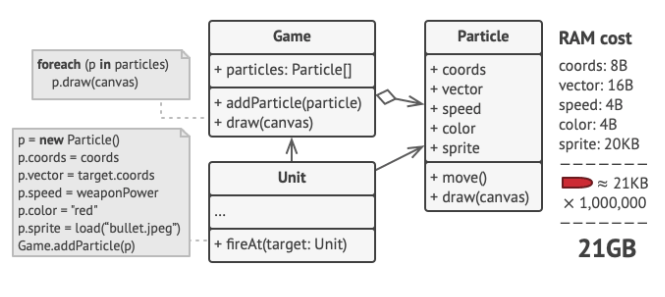 foreach (p in particles)
p.draw(canvas)
p = new Particle()
p.coords = coords
p.vector = target.coords
p.speed = weaponPower
p.color = "red"
p.sprite = load("bullet.jpeg")
Game.addParticle(p)
Game
+ particles: Particle[]
+ addParticle(particle)
+ draw(canvas)
Unit
...
+ fireAt(target: Unit)
Particle
+ coords
+ vector
+ speed
+ color
+ sprite
+ move()
+ draw(canvas)
RAM cost
coords: 8B
vector: 16B
speed: 4B
color: 4B
sprite: 20KB
≈ 21KB
× 1,000,000
21GB